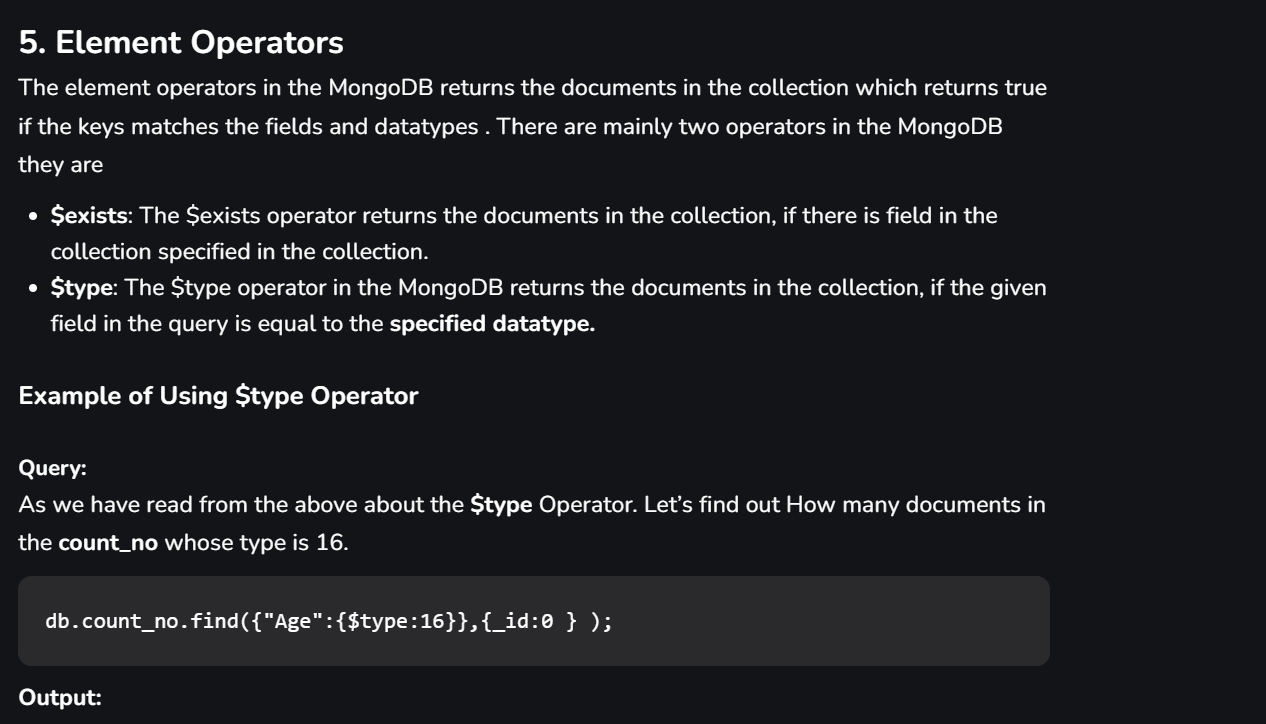 5. Element Operators
The element operators in the MongoDB returns the documents in the collection which returns true
if the keys matches the fields and datatypes . There are mainly two operators in the MongoDB
they are
• $exists: The $exists operator returns the documents in the collection, if there is field in the
collection specified in the collection.
• $type: The $type operator in the MongoDB returns the documents in the collection, if the given
field in the query is equal to the specified datatype.
Example of Using $type Operator
Query:
As we have read from the above about the $type Operator. Let’s find out How many documents in
the count_no whose type is 16.
db.count_no.find({"Age":{$type:16}},{_id:0 } );
Output: